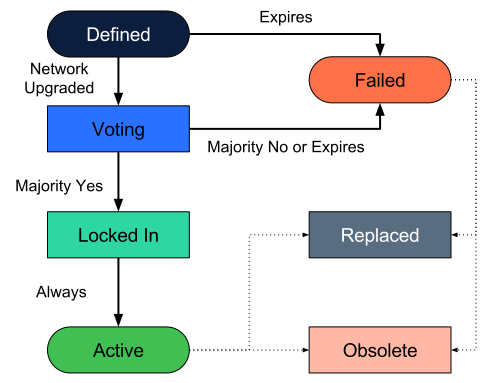 Defined
Expires
Network
Upgraded
Failed
Voting
Majority No or Expires
Majority Yes
Locked In
Replaced
Always
Active
Obsolete